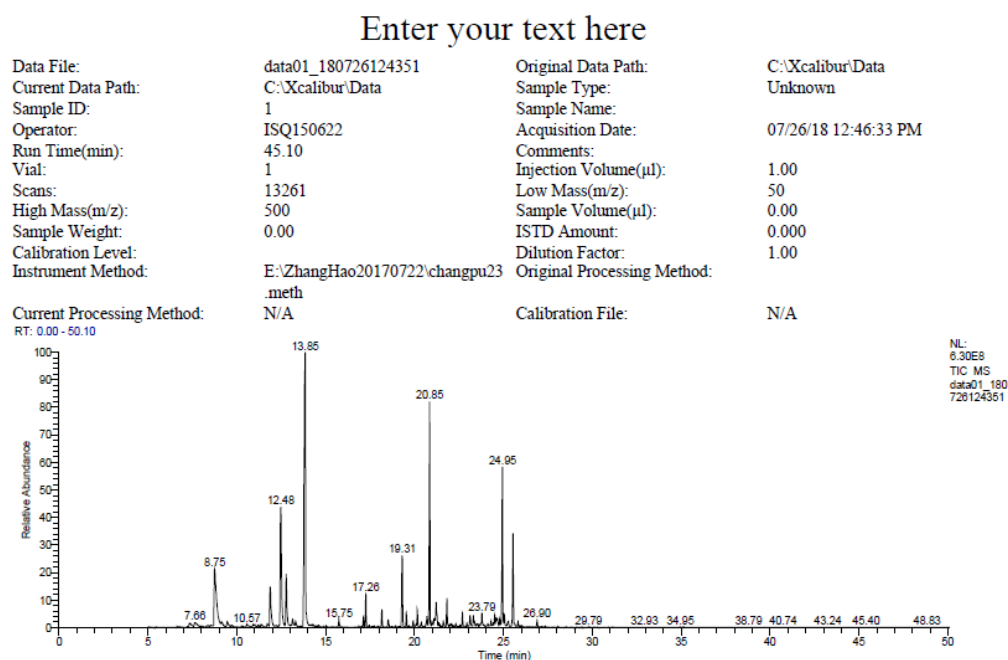 Enter your text here
Data File: data01_180726124351 Original Data Path: C:\Xcalibur\Data
Current Data Path: C:\Xcalibur\Data Sample Type: Unknown
Sample ID: 1 Sample Name:
Operator: ISQ150622 Acquisition Date: 07/26/18 12:46:33 PM
Run Time(min): 45.10 Comments:
Vial: 1 Injection Volume(µl): 1.00
Scans: 13261 Low Mass(m/z): 50
High Mass(m/z): 500 Sample Volume(µl): 0.00
Sample Weight: 0.00 ISTD Amount: 0.000
Calibration Level: Dilution Factor: 1.00
Instrument Method: E:\ZhangHao20170722\changpu23 Original Processing Method:
.meth
Current Processing Method: N/A Calibration File: N/A
RT: 0.00 - 50.10
NL:
6.30E8
TIC MS
data01_180
726124351
13.85
20.85
24.95
12.48
19.31
8.75
17.26
7.66 10.57 15.75 23.79 26.90 29.79 32.93 34.95 38.79 40.74 43.24 45.40 48.83
100
90
80
70
60
50
40
30
20
10
0
Relative Abundance
0 5 10 15 20 25 30 35 40 45 50
Time (min)